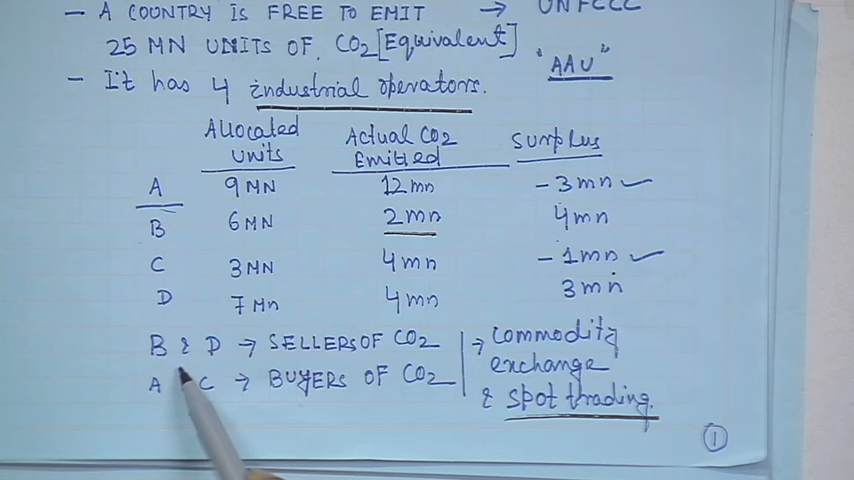 - A COUNTRY IS FREE TO EMIT → UNFCCC
25 MN UNITS OF CO2 [Equivalent]
"AAU"
- It has 4 industrial operators.
Allocated Units Actual CO2 Emitted Surplus
A 9 MN 12 mn - 3 mn ✓
B 6 MN 2 mn 4 mn
C 3 MN 4 mn - 1 mn ✓
D 7 Mn 4 mn 3 mn
B & D → SELLERS OF CO2 → commodity
exchange
A C → BUYERS OF CO2
& spot trading.
1